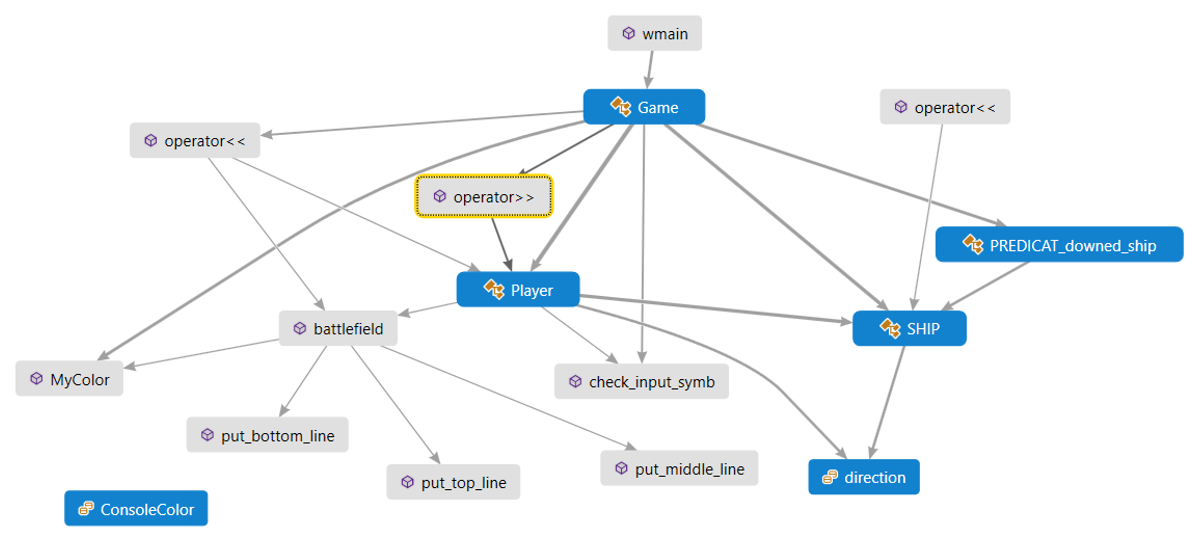 wmain
Game
operator<<
operator<<
operator>>
PREDICAT_downed_ship
Player
battlefield
SHIP
MyColor
check_input_symb
put_bottom_line
put_middle_line
put_top_line
direction
ConsoleColor